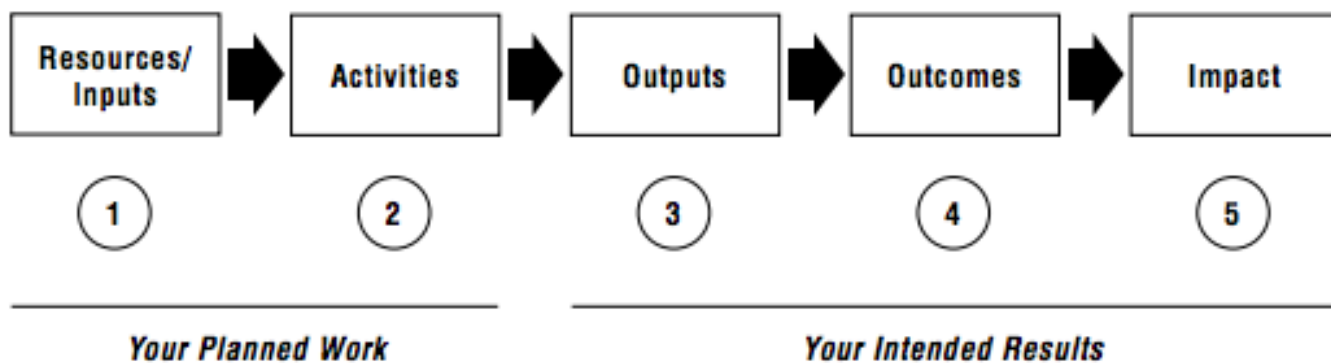 Resources/
Inputs
Activities
Outputs
Outcomes
Impact
1
2
3
4
5
Your Planned Work
Your Intended Results